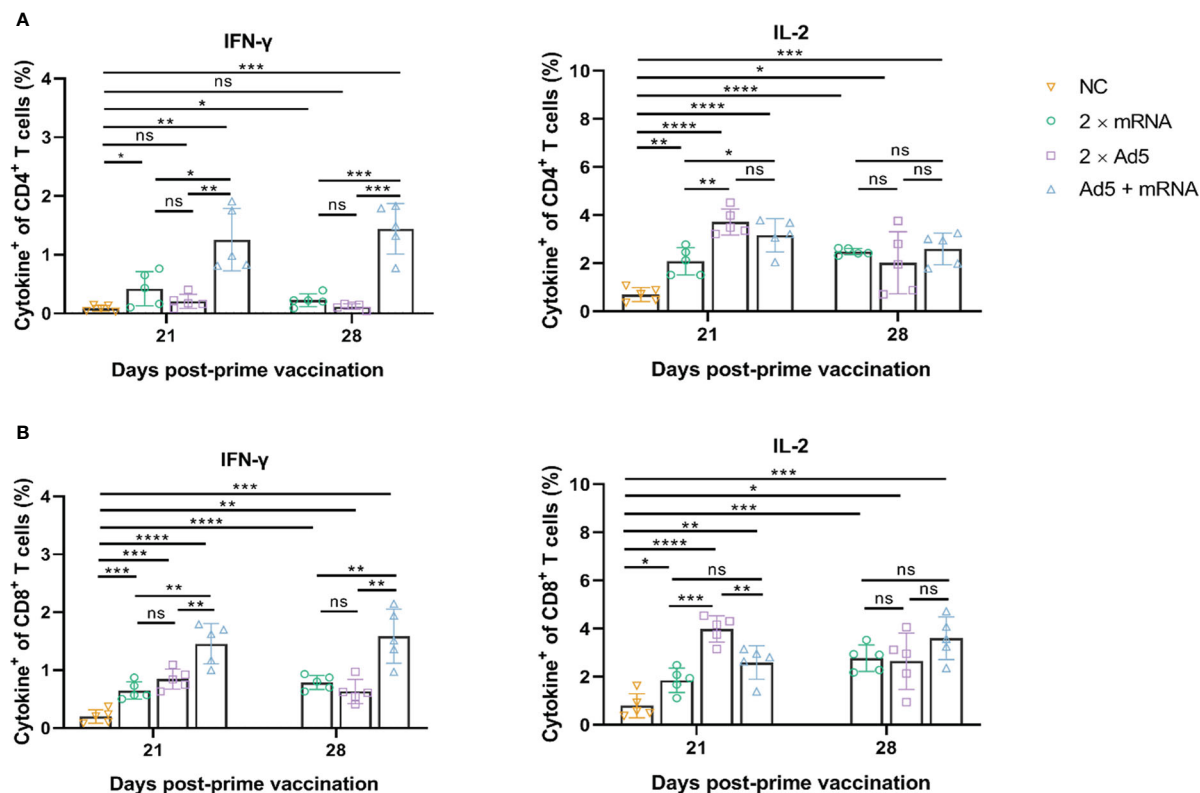 A
IFN-γ
Cytokine⁺ of CD4⁺ T cells (%)
4
3
2
1
0
***
ns
*
**
ns
*
*
**
ns
***
***
ns
21
28
Days post-prime vaccination
IL-2
Cytokine⁺ of CD4⁺ T cells (%)
10
8
6
4
2
0
***
*
****
****
****
**
*
ns
**
ns
ns
ns
21
28
Days post-prime vaccination
NC
2 × mRNA
2 × Ad5
Ad5 + mRNA
B
IFN-γ
Cytokine⁺ of CD8⁺ T cells (%)
4
3
2
1
0
***
**
****
****
***
***
**
**
ns
**
**
ns
21
28
Days post-prime vaccination
IL-2
Cytokine⁺ of CD8⁺ T cells (%)
10
8
6
4
2
0
***
*
***
**
****
*
ns
***
**
ns
ns
ns
21
28
Days post-prime vaccination